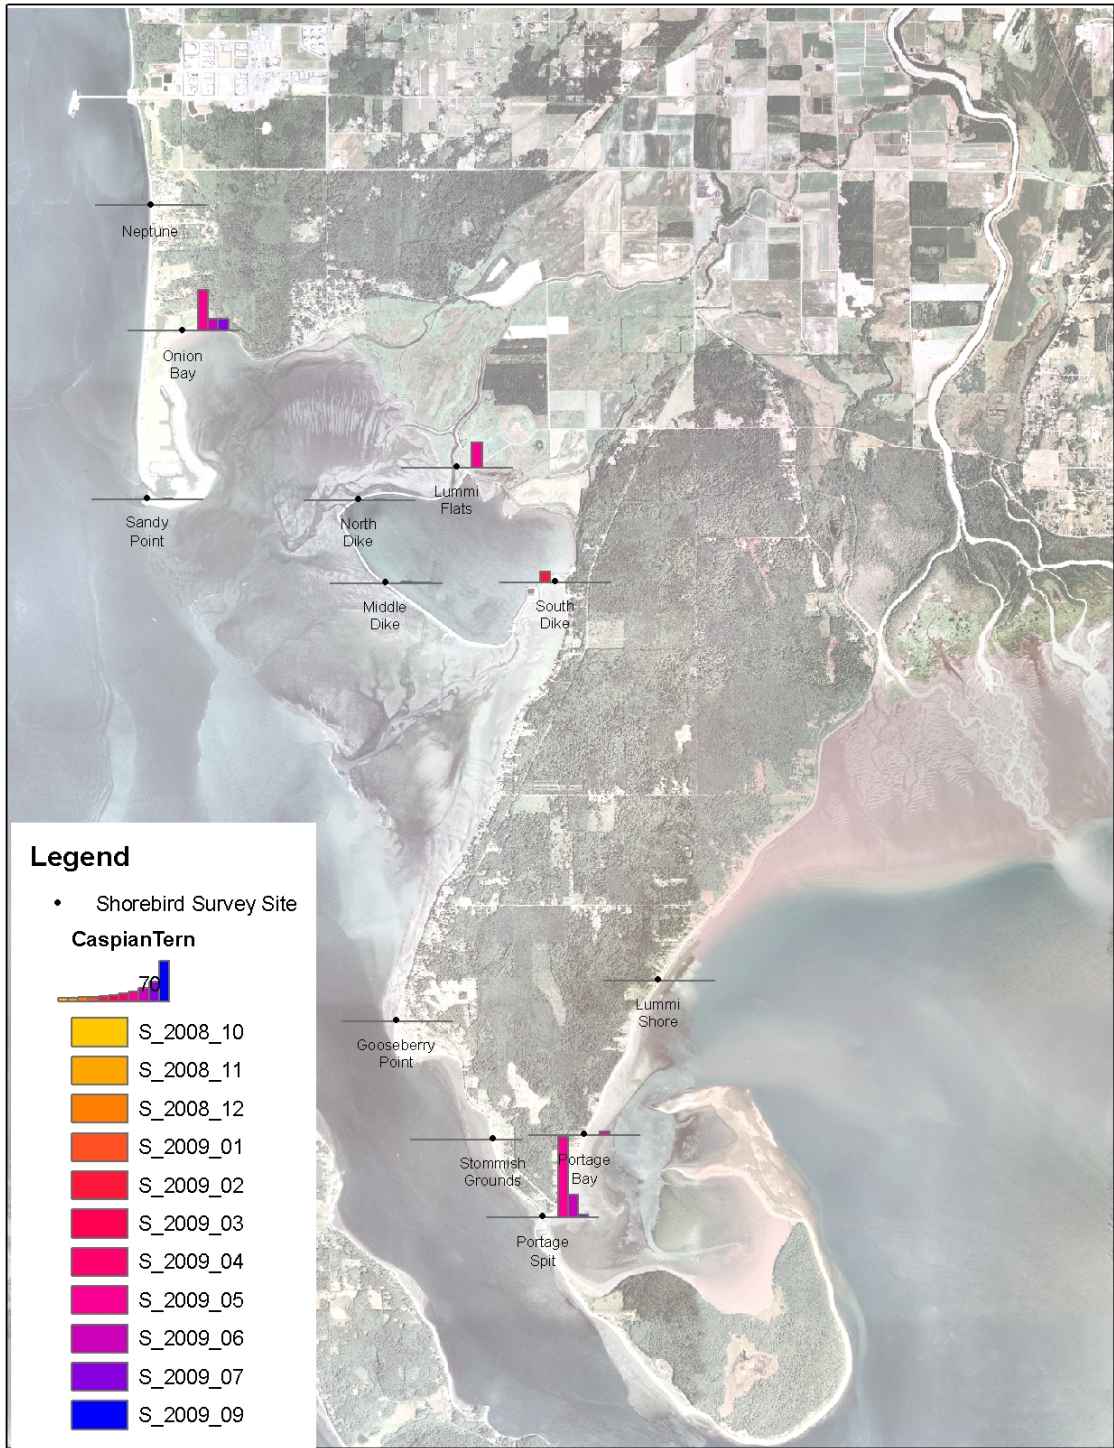 Neptune
Onion
Bay
Lummi
Flats
Sandy
Point
North
Dike
Middle
Dike
South
Dike
Legend
Shorebird Survey Site
CaspianTern
70
S_2008_10
S_2008_11
S_2008_12
S_2009_01
S_2009_02
S_2009_03
S_2009_04
S_2009_05
S_2009_06
S_2009_07
S_2009_09
Lummi
Shore
Gooseberry
Point
Stommish
Grounds
Portage
Bay
Portage
Spit